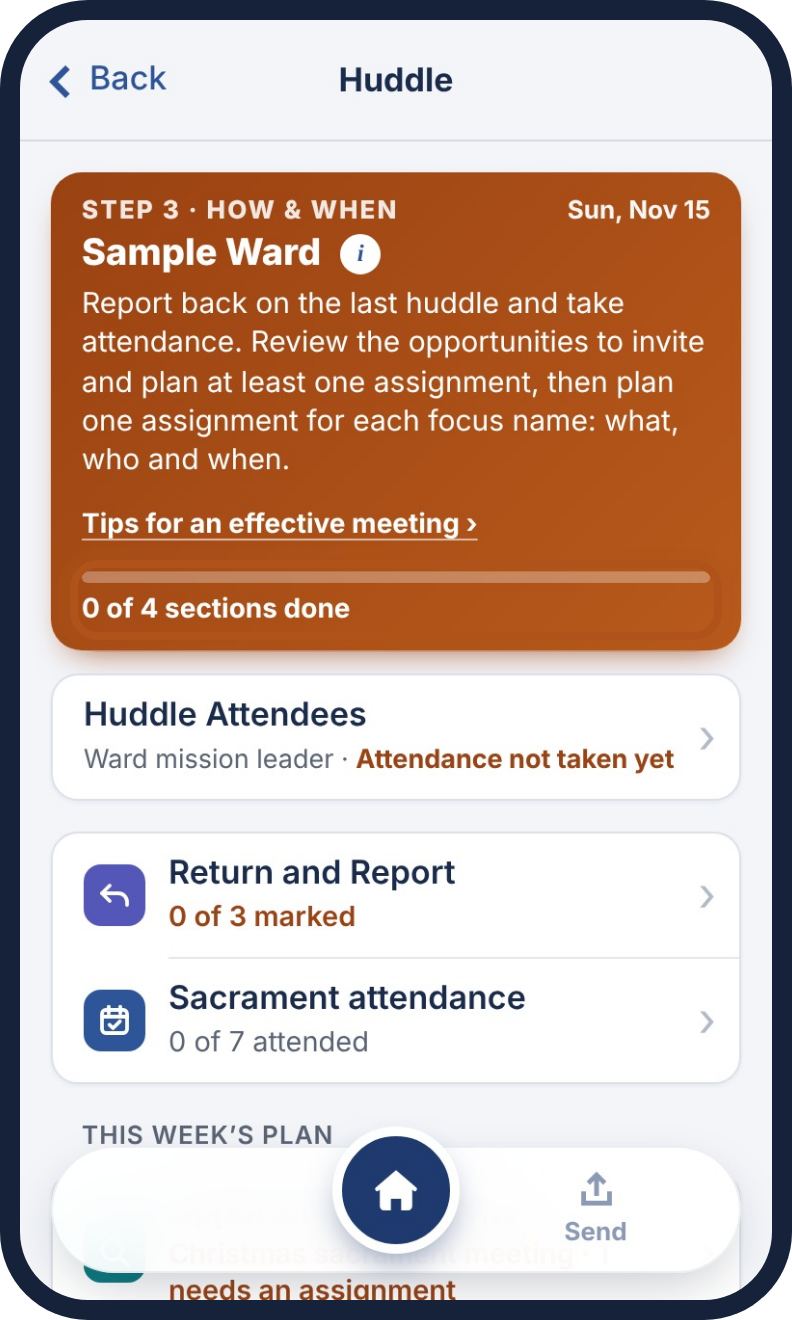 Back
Huddle
STEP 3 · HOW & WHEN
Sun, Nov 15
Sample Ward i
Report back on the last huddle and take
attendance. Review the opportunities to invite
and plan at least one assignment, then plan
one assignment for each focus name: what,
who and when.
Tips for an effective meeting ›
0 of 4 sections done
Huddle Attendees
Ward mission leader · Attendance not taken yet
Return and Report
0 of 3 marked
Sacrament attendance
0 of 7 attended
THIS WEEK’S PLAN
Send
Christmas sacrament meeting · 1
needs an assignment